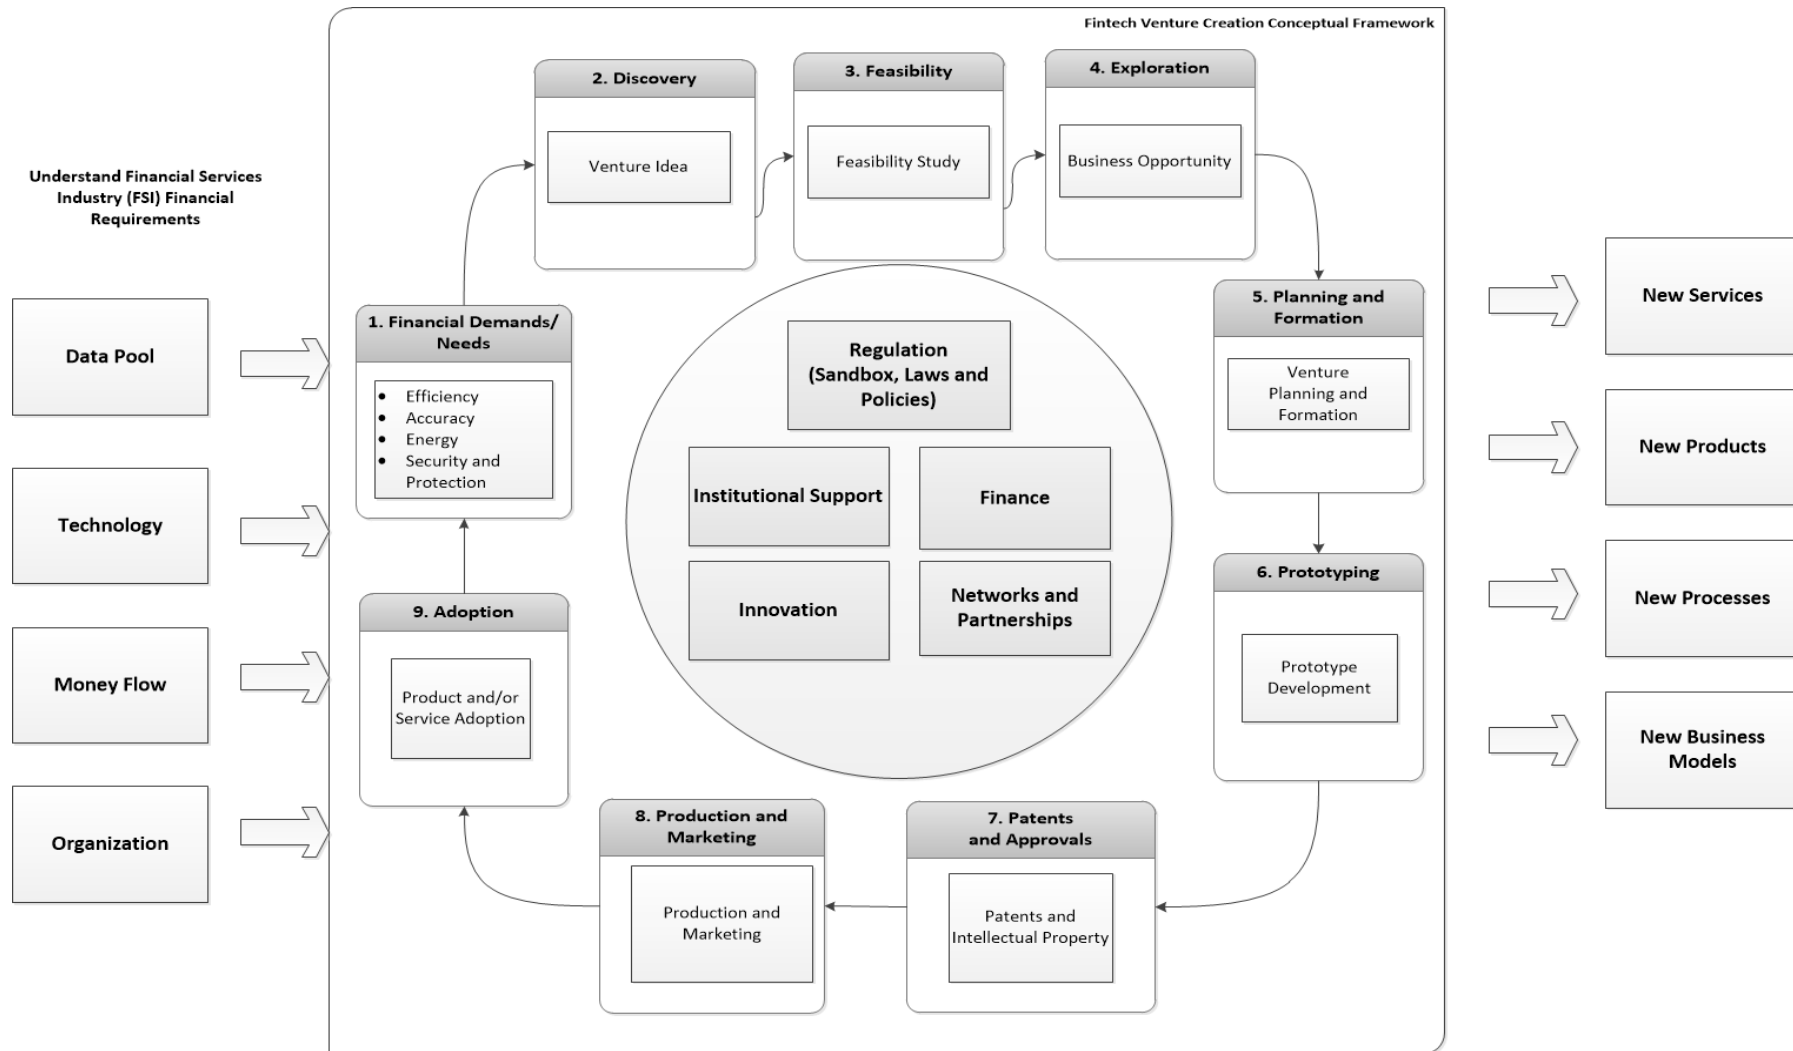 Fintech Venture Creation Conceptual Framework
Understand Financial Services
Industry (FSI) Financial
Requirements
Data Pool
Technology
Money Flow
Organization
1. Financial Demands/
Needs
• Efficiency
• Accuracy
• Energy
• Security and
Protection
2. Discovery
Venture Idea
3. Feasibility
Feasibility Study
4. Exploration
Business Opportunity
5. Planning and
Formation
Venture
Planning and
Formation
6. Prototyping
Prototype
Development
7. Patents
and Approvals
Patents and
Intellectual Property
8. Production and
Marketing
Production and
Marketing
9. Adoption
Product and/or
Service Adoption
Regulation
(Sandbox, Laws and
Policies)
Institutional Support
Finance
Innovation
Networks and
Partnerships
New Services
New Products
New Processes
New Business
Models